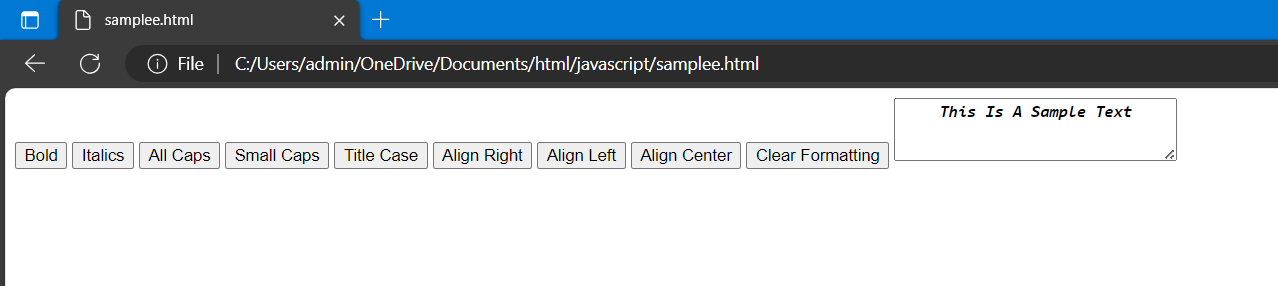 samplee.html
File C:/Users/admin/OneDrive/Documents/html/javascript/samplee.html
This Is A Sample Text
Bold Italics All Caps Small Caps Title Case Align Right Align Left Align Center Clear Formatting